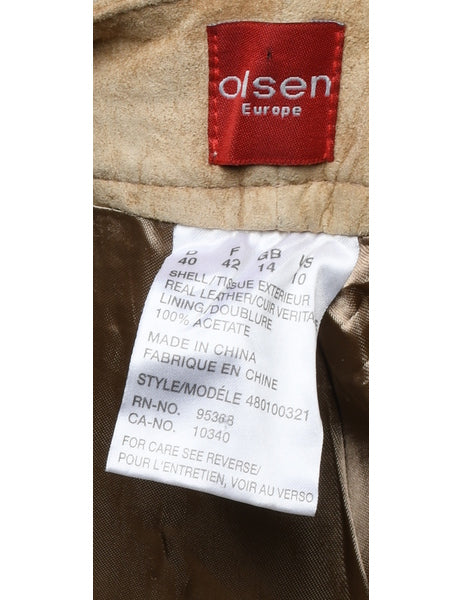 olsen
Europe
D F GB US
40 42 14 10
SHELL/TISSUE EXTERIEUR
REAL LEATHER/CUIR VERITA
LINING/DOUBLURE
100% ACETATE
MADE IN CHINA
FABRIQUE EN CHINE
STYLE/MODÉLE 480100321
RN-NO. 95368
CA-NO. 10340
FOR CARE SEE REVERSE/
POUR L'ENTRETIEN, VOIR AU VERSO